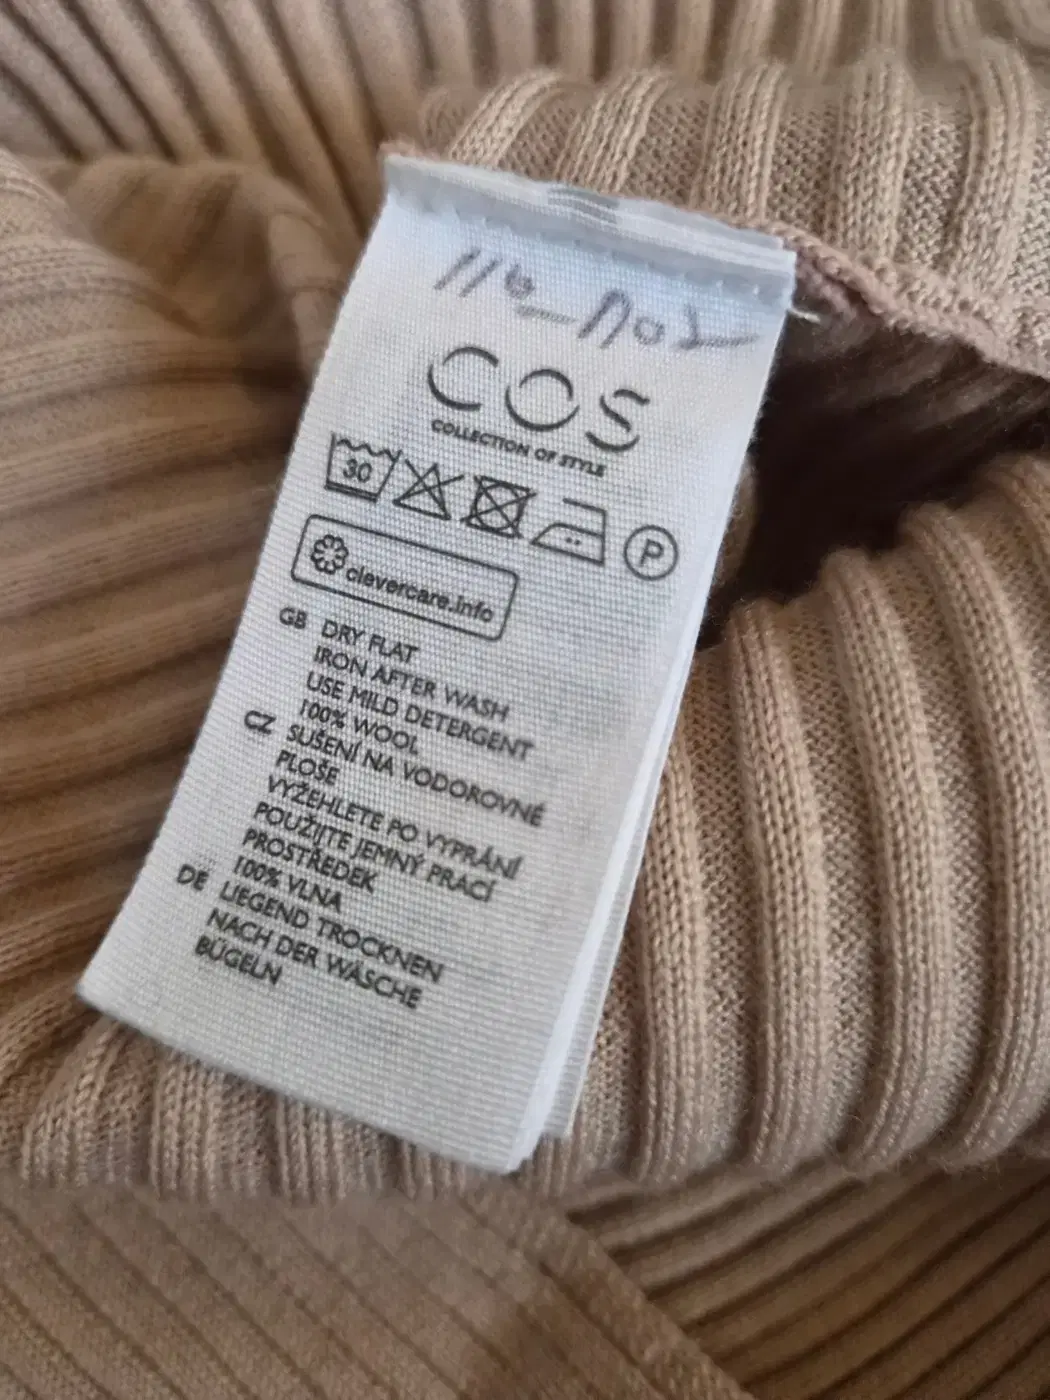 COS
COLLECTION OF STYLE
30
P
clevercare.info
GB DRY FLAT
IRON AFTER WASH
USE MILD DETERGENT
100% WOOL
CZ SUŠENÍ NA VODOROVNÉ
PLOŠE
VYŽEHLETE PO VYPRÁNÍ
POUŽIJTE JEMNÝ PRACÍ
PROSTŘEDEK
100% VLNA
DE LIEGEND TROCKNEN
NACH DER WÄSCHE
BÜGELN